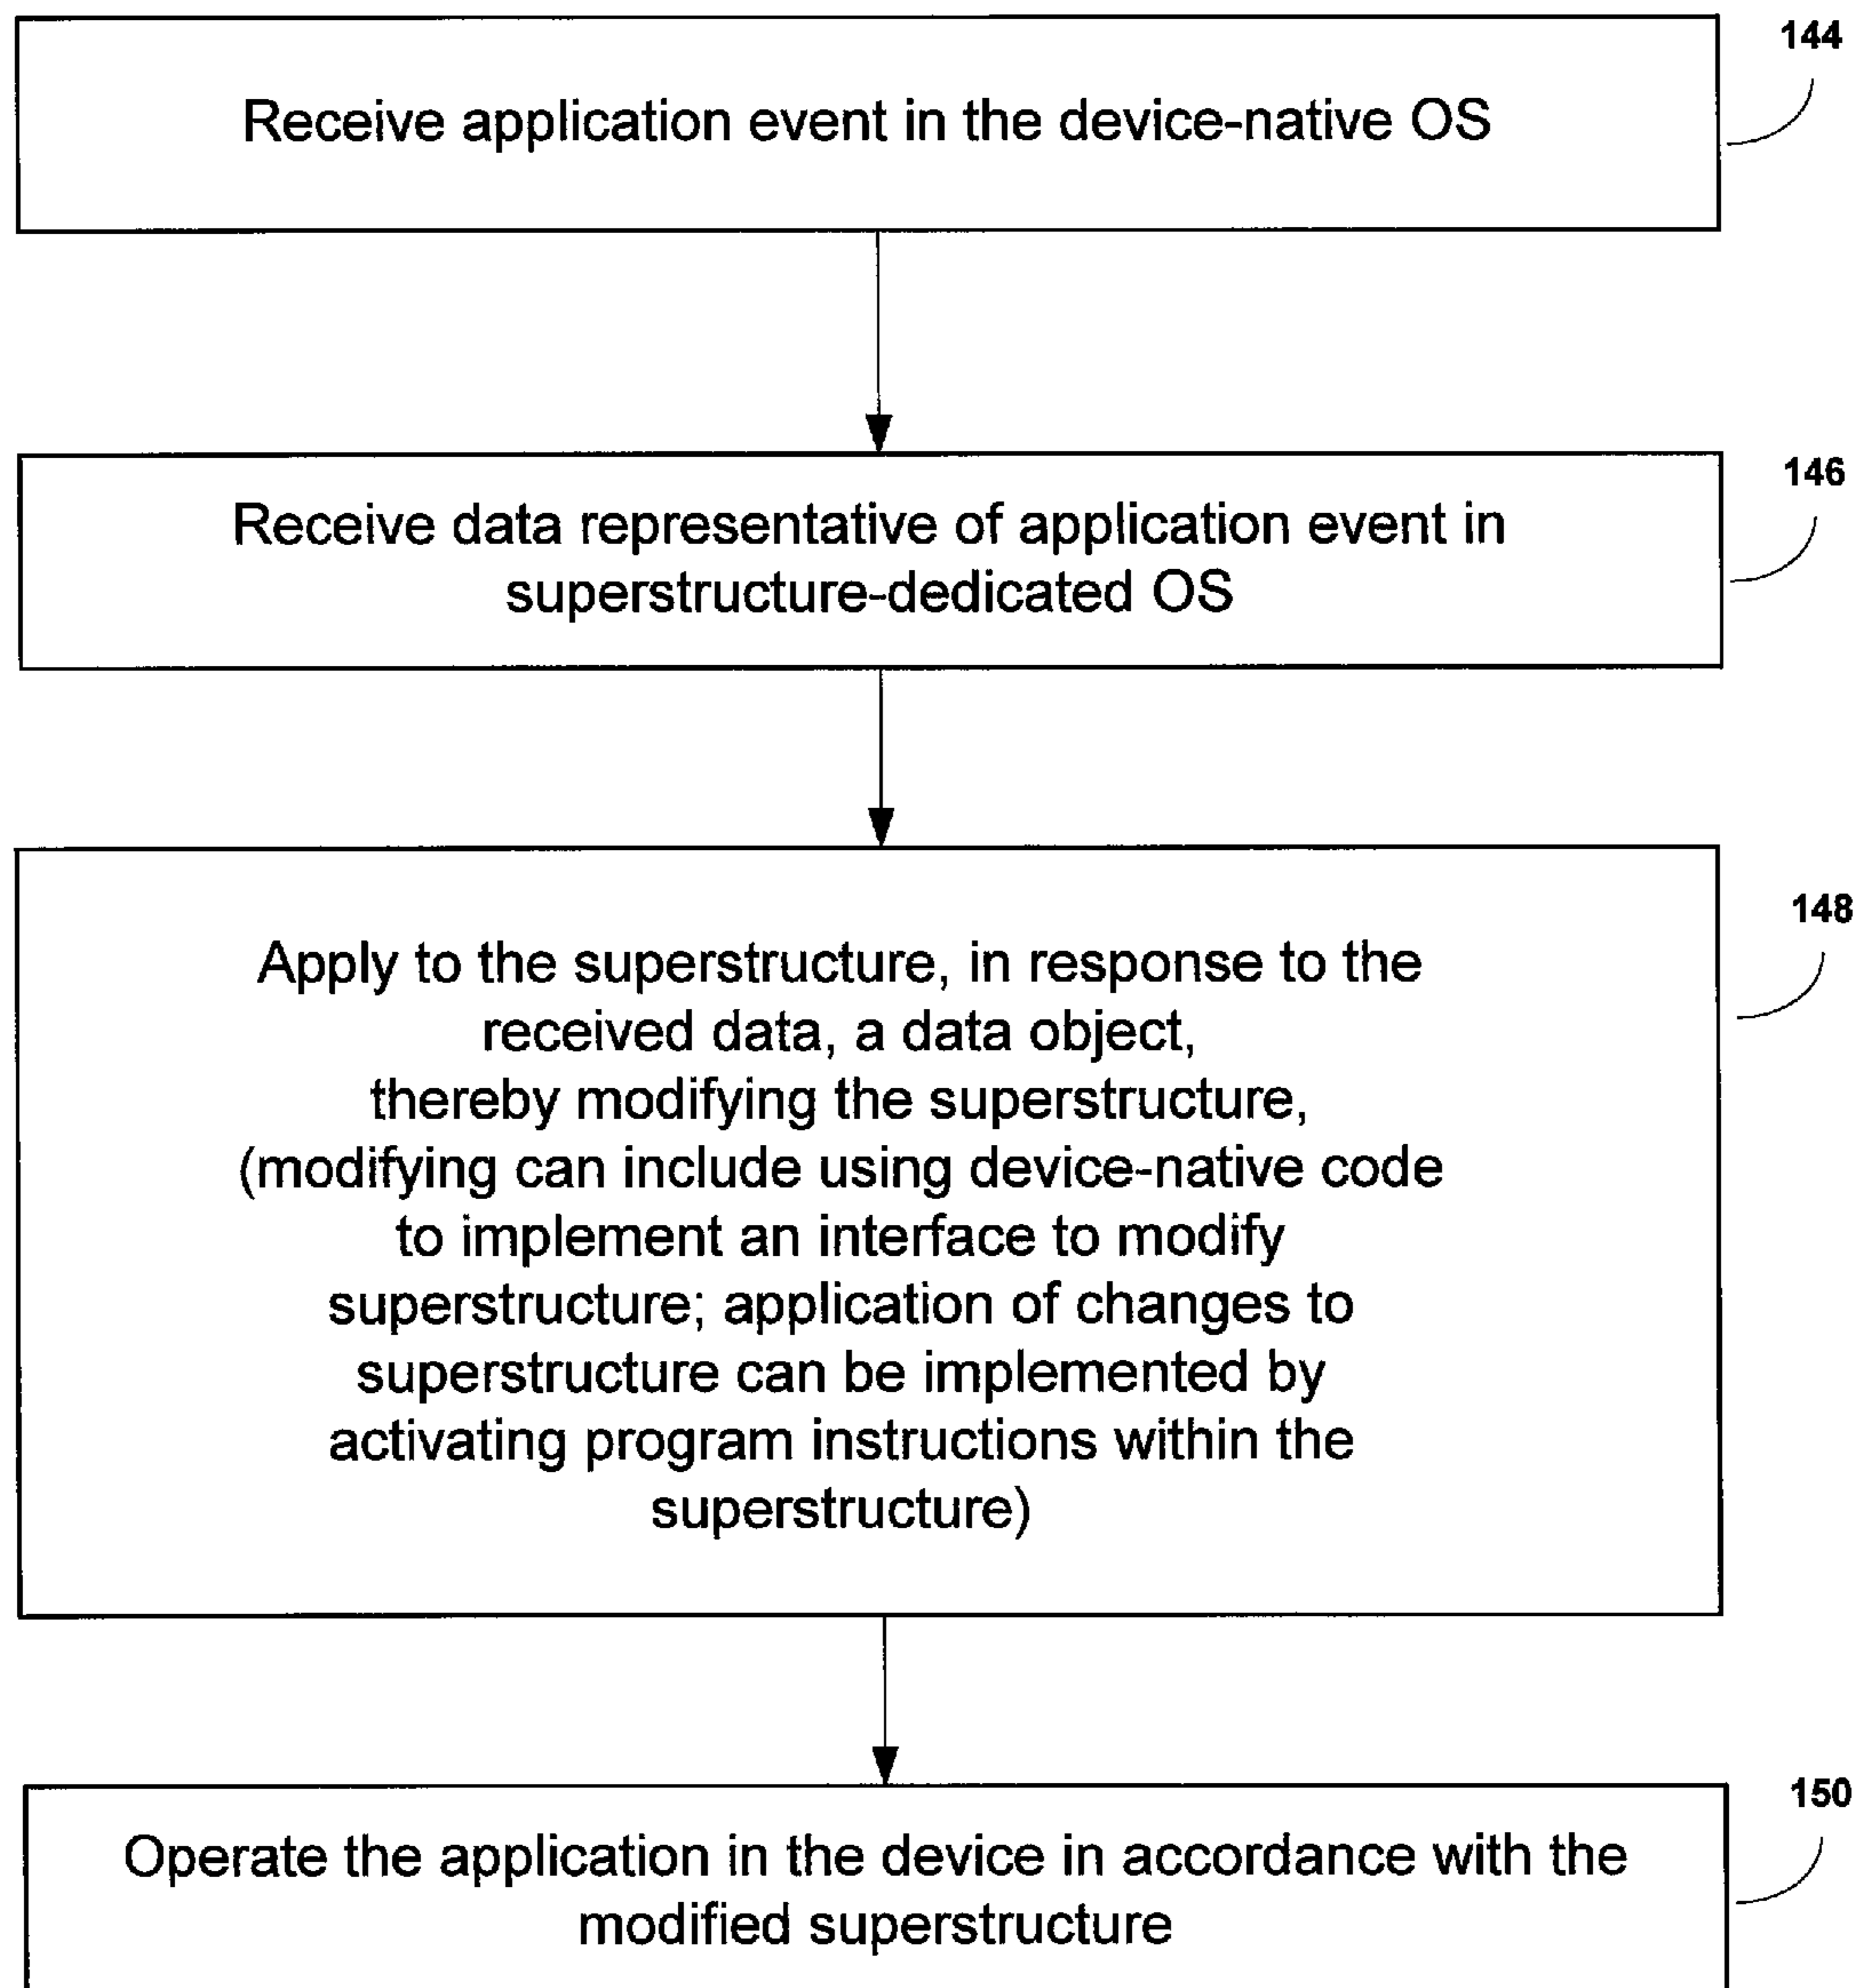 144
Receive application event in the device-native OS
146
Receive data representative of application event in
superstructure-dedicated OS
148
Apply to the superstructure, in response to the
received data, a data object,
thereby modifying the superstructure,
(modifying can include using device-native code
to implement an interface to modify
superstructure; application of changes to
superstructure can be implemented by
activating program instructions within the
superstructure)
150
Operate the application in the device in accordance with the
modified superstructure